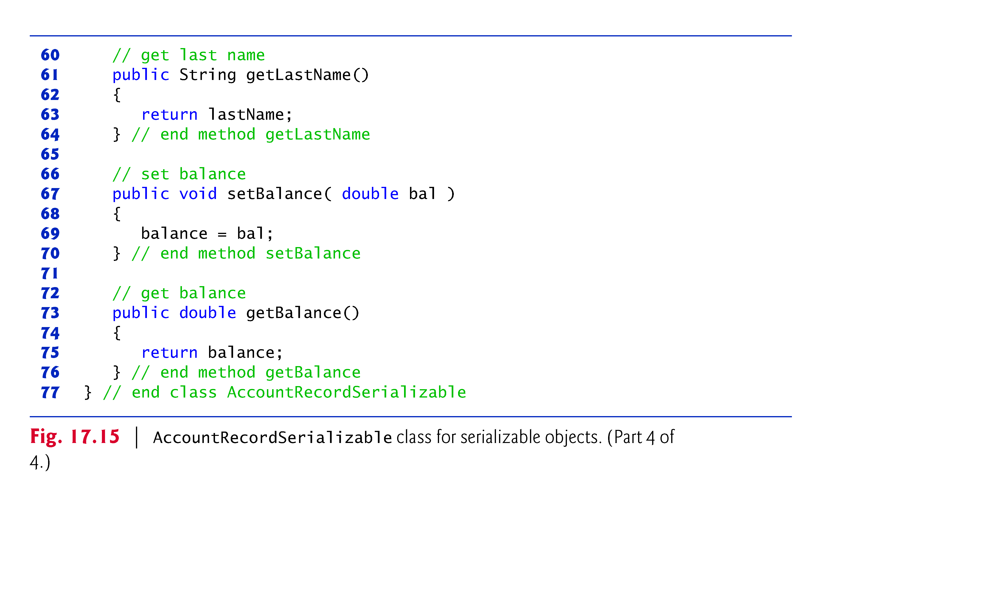 60 // get last name
61 public String getLastName()
62 {
63 return lastName;
64 } // end method getLastName
65
66 // set balance
67 public void setBalance( double bal )
68 {
69 balance = bal;
70 } // end method setBalance
71
72 // get balance
73 public double getBalance()
74 {
75 return balance;
76 } // end method getBalance
77 } // end class AccountRecordSerializable
Fig. 17.15 | AccountRecordSerializable class for serializable objects. (Part 4 of
4.)